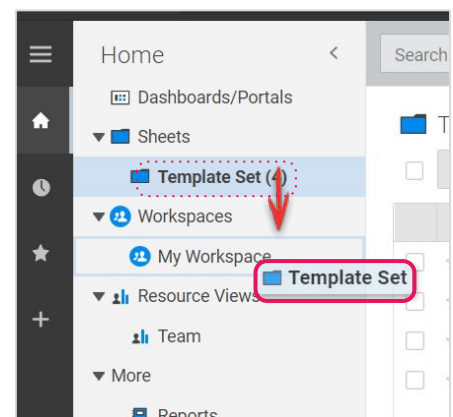 Home
Search
Dashboards/Portals
Sheets
Template Set (4)
Workspaces
My Workspace
Template Set
Resource Views
Team
More
Reports